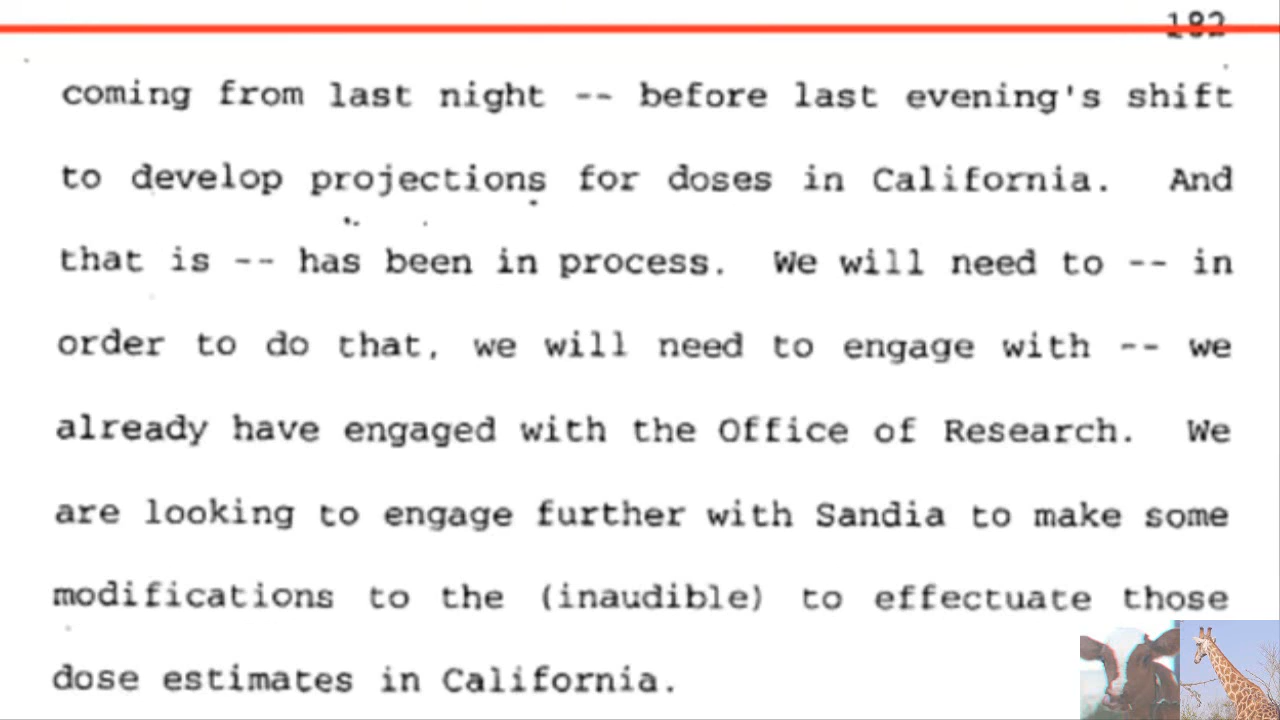 182
coming from last night -- before last evening's shift
to develop projections for doses in California. And
that is -- has been in process. We will need to -- in
order to do that, we will need to engage with -- we
already have engaged with the Office of Research. We
are looking to engage further with Sandia to make some
modifications to the (inaudible) to effectuate those
dose estimates in California.